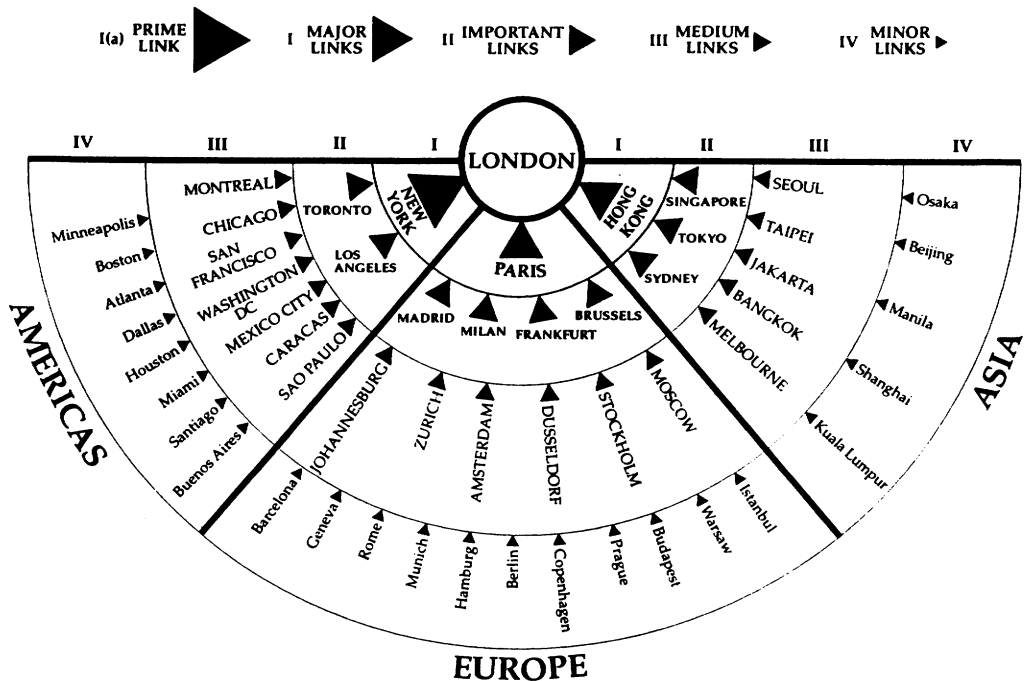 I(a) PRIME
LINK
I MAJOR
LINKS
II IMPORTANT
LINKS
III MEDIUM
LINKS
IV MINOR
LINKS
IV
III
II
I
LONDON
I
II
III
IV
AMERICAS
NEW
YORK
TORONTO
LOS
ANGELES
MONTREAL
CHICAGO
SAN
FRANCISCO
WASHINGTON
DC
MEXICO CITY
CARACAS
SAO PAULO
Minneapolis
Boston
Atlanta
Dallas
Houston
Miami
Santiago
Buenos Aires
EUROPE
PARIS
MADRID
MILAN
FRANKFURT
BRUSSELS
JOHANNESBURG
ZURICH
AMSTERDAM
DUSSELDORF
STOCKHOLM
MOSCOW
Barcelona
Geneva
Rome
Munich
Hamburg
Berlin
Copenhagen
Prague
Budapest
Warsaw
Istanbul
ASIA
HONG
KONG
SINGAPORE
TOKYO
SYDNEY
SEOUL
TAIPEI
JAKARTA
BANGKOK
MELBOURNE
Osaka
Beijing
Manila
Shanghai
Kuala Lumpur